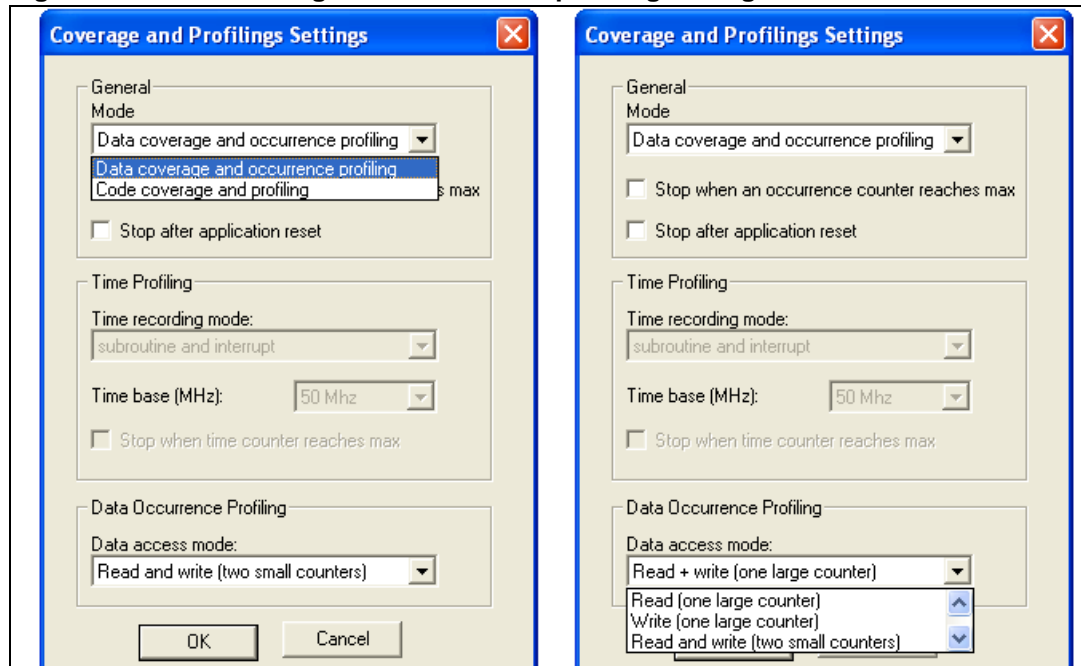 Coverage and Profilings Settings
General
Mode
Data coverage and occurrence profiling
Data coverage and occurrence profiling
Code coverage and profiling
s max
Stop after application reset
Time Profiling
Time recording mode:
subroutine and interrupt
Time base (MHz):
50 Mhz
Stop when time counter reaches max
Data Occurrence Profiling
Data access mode:
Read and write (two small counters)
OK
Cancel
Coverage and Profilings Settings
General
Mode
Data coverage and occurrence profiling
Stop when an occurrence counter reaches max
Stop after application reset
Time Profiling
Time recording mode:
subroutine and interrupt
Time base (MHz):
50 Mhz
Stop when time counter reaches max
Data Occurrence Profiling
Data access mode:
Read + write (one large counter)
Read (one large counter)
Write (one large counter)
Read and write (two small counters)